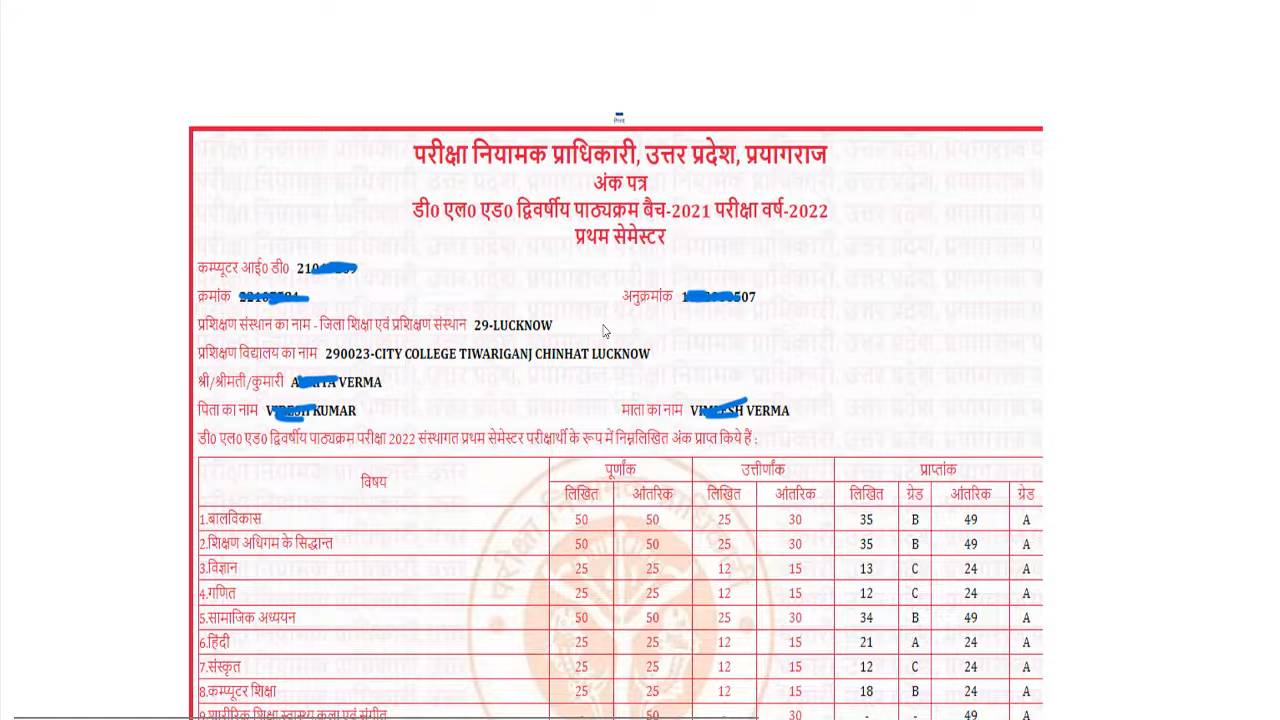 Print
परीक्षा नियामक प्राधिकारी, उत्तर प्रदेश, प्रयागराज
अंक पत्र
डी0 एल0 एड0 द्विवर्षीय पाठ्यक्रम बैच-2021 परीक्षा वर्ष-2022
प्रथम सेमेस्टर
कम्प्यूटर आई0 डी0
क्रमांक अनुक्रमांक 507
प्रशिक्षण संस्थान का नाम - जिला शिक्षा एवं प्रशिक्षण संस्थान 29-LUCKNOW
प्रशिक्षण विद्यालय का नाम 290023-CITY COLLEGE TIWARIGANJ CHINHAT LUCKNOW
श्री/श्रीमती/कुमारी VERMA
पिता का नाम KUMAR माता का नाम VERMA
डी0 एल0 एड0 द्विवर्षीय पाठ्यक्रम परीक्षा 2022 संस्थागत प्रथम सेमेस्टर परीक्षार्थी के रूप में निम्नलिखित अंक प्राप्त किये हैं :
विषय पूर्णांक उत्तीर्णांक प्राप्तांक
लिखित आंतरिक लिखित आंतरिक लिखित ग्रेड आंतरिक ग्रेड
1.बालविकास 50 50 25 30 35 B 49 A
2.शिक्षण अधिगम के सिद्धान्त 50 50 25 30 35 B 49 A
3.विज्ञान 25 25 12 15 13 C 24 A
4.गणित 25 25 12 15 12 C 24 A
5.सामाजिक अध्ययन 50 50 25 30 34 B 49 A
6.हिंदी 25 25 12 15 21 A 24 A
7.संस्कृत 25 25 12 15 12 C 24 A
8.कम्प्यूटर शिक्षा 25 25 12 15 18 B 24 A
9.शारीरिक शिक्षा स्वास्थ्य कला एवं संगीत - 50 - 30 - - 49 A